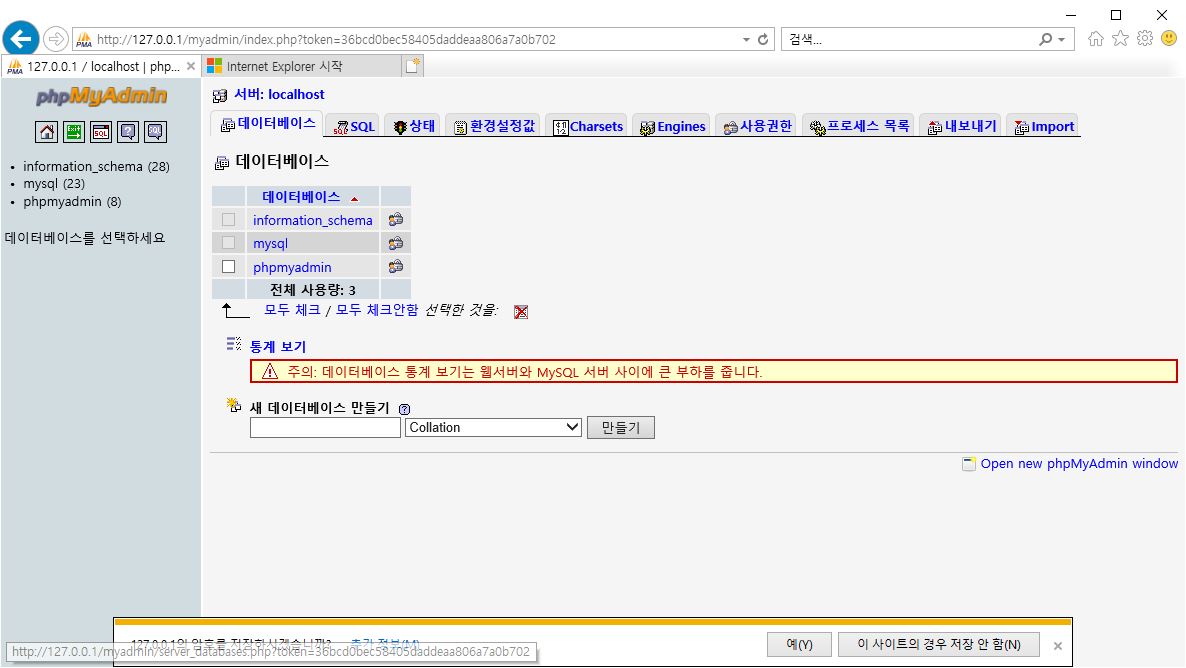 http://127.0.0.1/myadmin/index.php?token=36bcd0bec58405daddeaa806a7a0b702
검색...
127.0.0.1 / localhost | php...
Internet Explorer 시작
phpMyAdmin
서버: localhost
데이터베이스
SQL
상태
환경설정값
Charsets
Engines
사용권한
프로세스 목록
내보내기
Import
information_schema (28)
mysql (23)
phpmyadmin (8)
데이터베이스를 선택하세요
데이터베이스
데이터베이스
information_schema
mysql
phpmyadmin
전체 사용량: 3
모두 체크 / 모두 체크안함 선택한 것을:
통계 보기
주의: 데이터베이스 통계 보기는 웹서버와 MySQL 서버 사이에 큰 부하를 줍니다.
새 데이터베이스 만들기
Collation
만들기
Open new phpMyAdmin window
127.0.0.1의 암호를 저장하시겠습니까? 추가 정보(M)
예(Y)
이 사이트의 경우 저장 안 함(N)
http://127.0.0.1/myadmin/server_databases.php?token=36bcd0bec58405daddeaa806a7a0b702